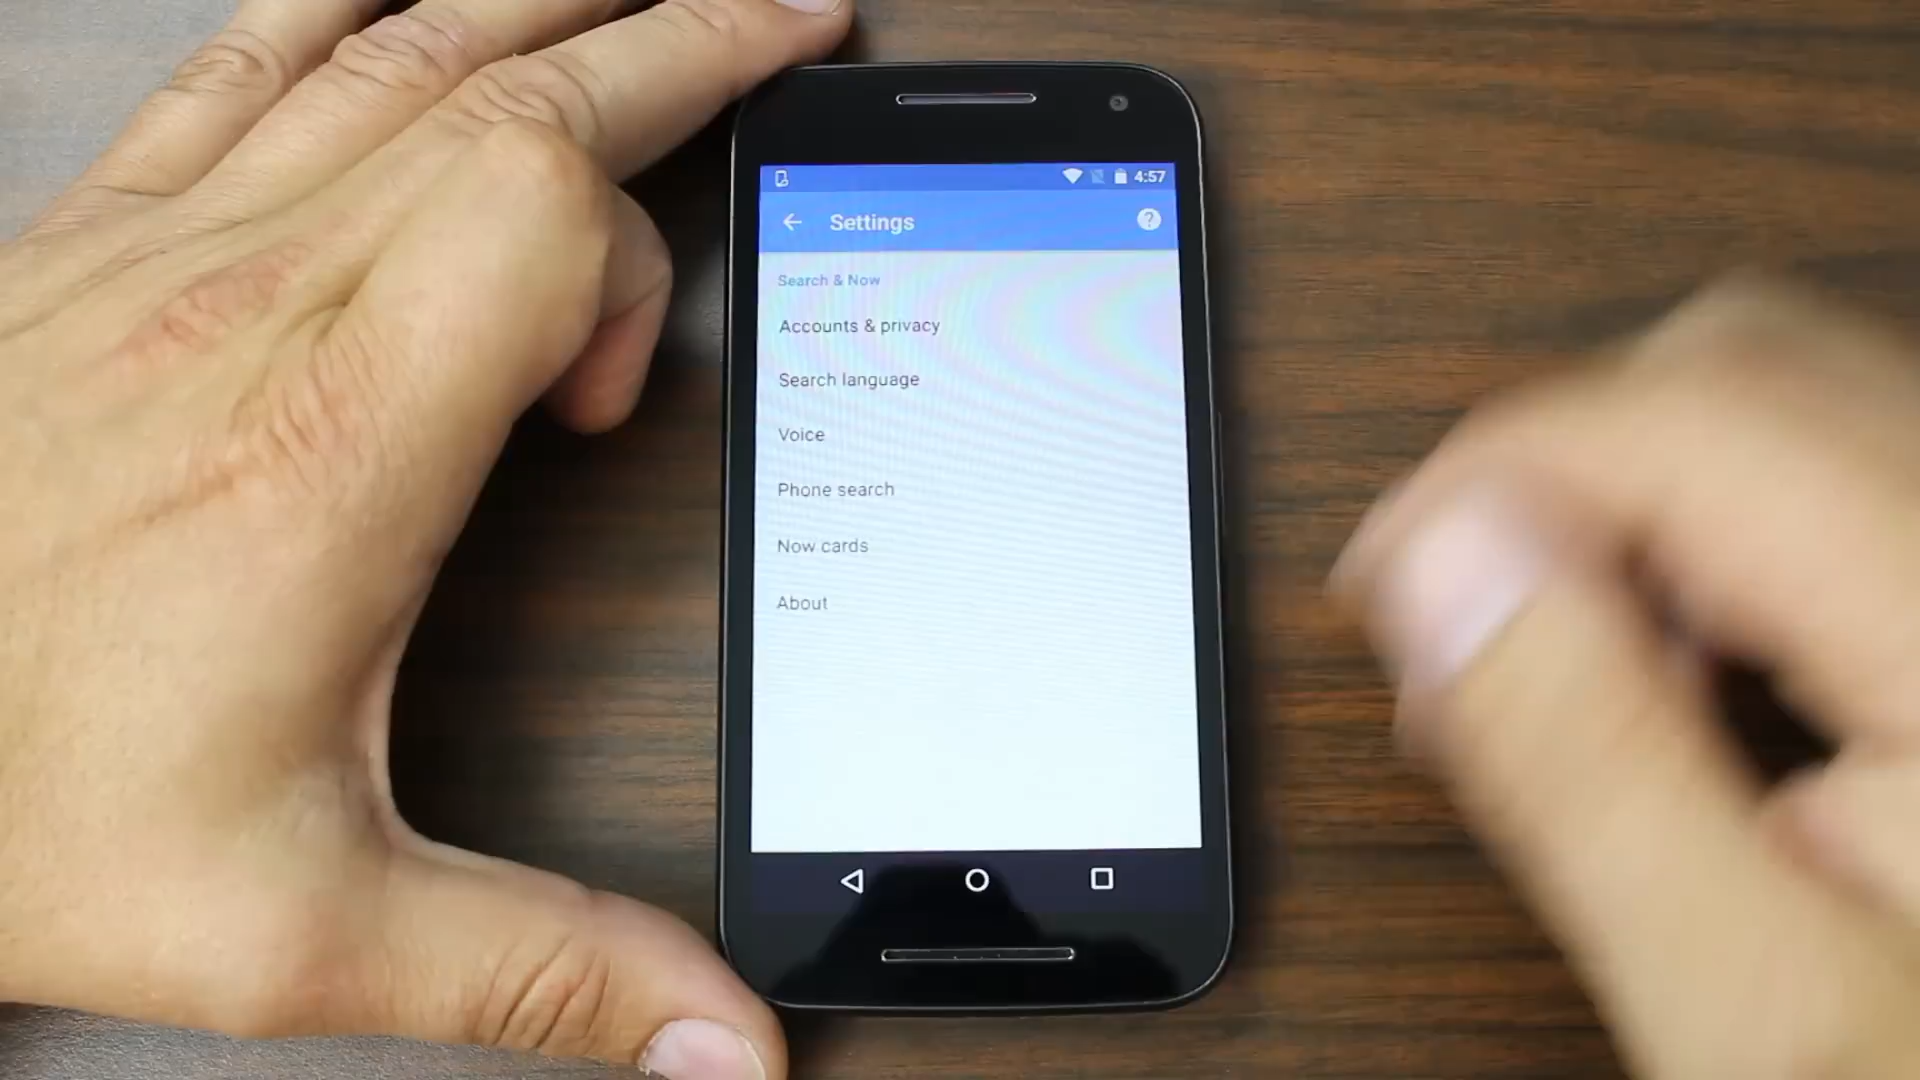 4:57
Settings
Search & Now
Accounts & privacy
Search language
Voice
Phone search
Now cards
About